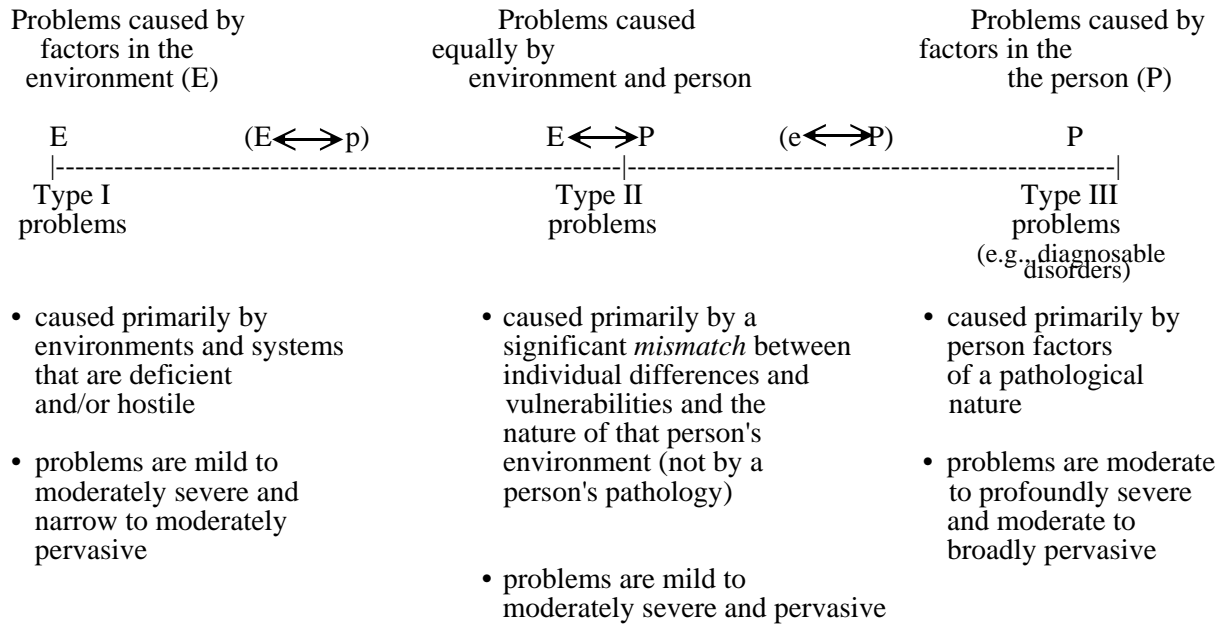 Problems caused by
factors in the
environment (E)
Problems caused
equally by
environment and person
Problems caused by
factors in the
the person (P)
E (E↔p) E↔P (e↔P) P
|---------------------------------------------------------|-------------------------------------------------|
Type I
problems
Type II
problems
Type III
problems
(e.g., diagnosable
disorders)
• caused primarily by
environments and systems
that are deficient
and/or hostile
• problems are mild to
moderately severe and
narrow to moderately
pervasive
• caused primarily by a
significant mismatch between
individual differences and
vulnerabilities and the
nature of that person's
environment (not by a
person's pathology)
• problems are mild to
moderately severe and pervasive
• caused primarily by
person factors
of a pathological
nature
• problems are moderate
to profoundly severe
and moderate to
broadly pervasive